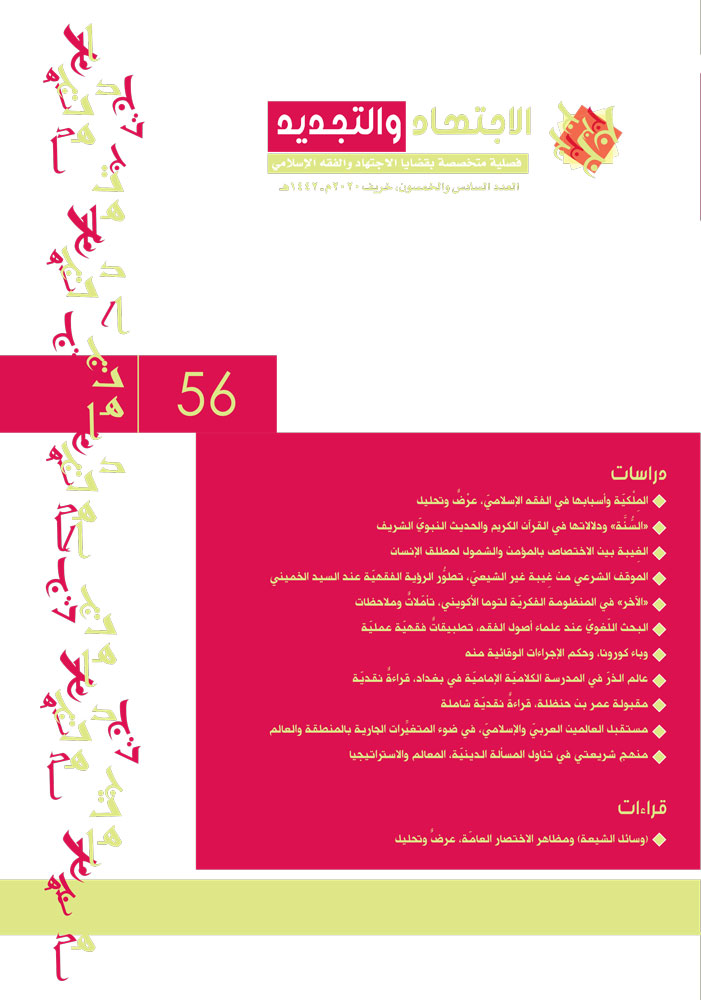 الاجتهاد والتجديد
فصلية متخصصة بقضايا الاجتهاد والفقه الإسلامي
العدد السادس والخمسون، خريف ٢٠٢٠م ـ ١٤٤٢هـ
56
دراسات
الملْكيّة وأسبابها في الفقه الإسلاميّ، عرْضٌ وتحليل
«السُّنَّة» ودلالاتها في القرآن الكريم والحديث النبويّ الشريف
الغِيبة بين الاختصاص بالمؤمن والشمول لمطلق الإنسان
الموقف الشرعي من غيبة غير الشيعيّ، تطوُّر الرؤية الفقهيّة عند السيد الخميني
«الآخر» في المنظومة الفكريّة لتوما الأكويني، تأمّلاتٌ وملاحظات
البحث اللّغويّ عند علماء أصول الفقه، تطبيقاتٌ فقهيّة عمليّة
وباء كورونا، وحكم الإجراءات الوقائية منه
عالم الذرّ في المدرسة الكلاميّة الإماميّة في بغداد، قراءةٌ نقديّة
مقبولة عمر بن حنظلة، قراءةٌ نقديّة شاملة
مستقبل العالمين العربيّ والإسلاميّ، في ضوء المتغيِّرات الجارية بالمنطقة والعالم
منهج شريعتي في تناول المسألة الدينيّة، المعالم والاستراتيجيا
قراءات
(وسائل الشيعة) ومظاهر الاختصار العامّة، عرضٌ وتحليل